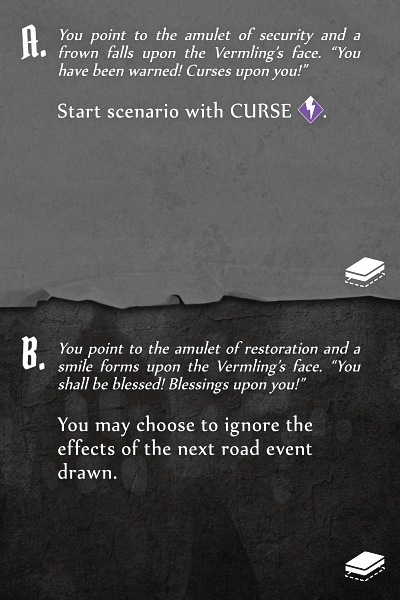 A. You point to the amulet of security and a
frown falls upon the Vermling's face. “You
have been warned! Curses upon you!”
Start scenario with CURSE .
B. You point to the amulet of restoration and a
smile forms upon the Vermling's face. “You
shall be blessed! Blessings upon you!”
You may choose to ignore the
effects of the next road event
drawn.